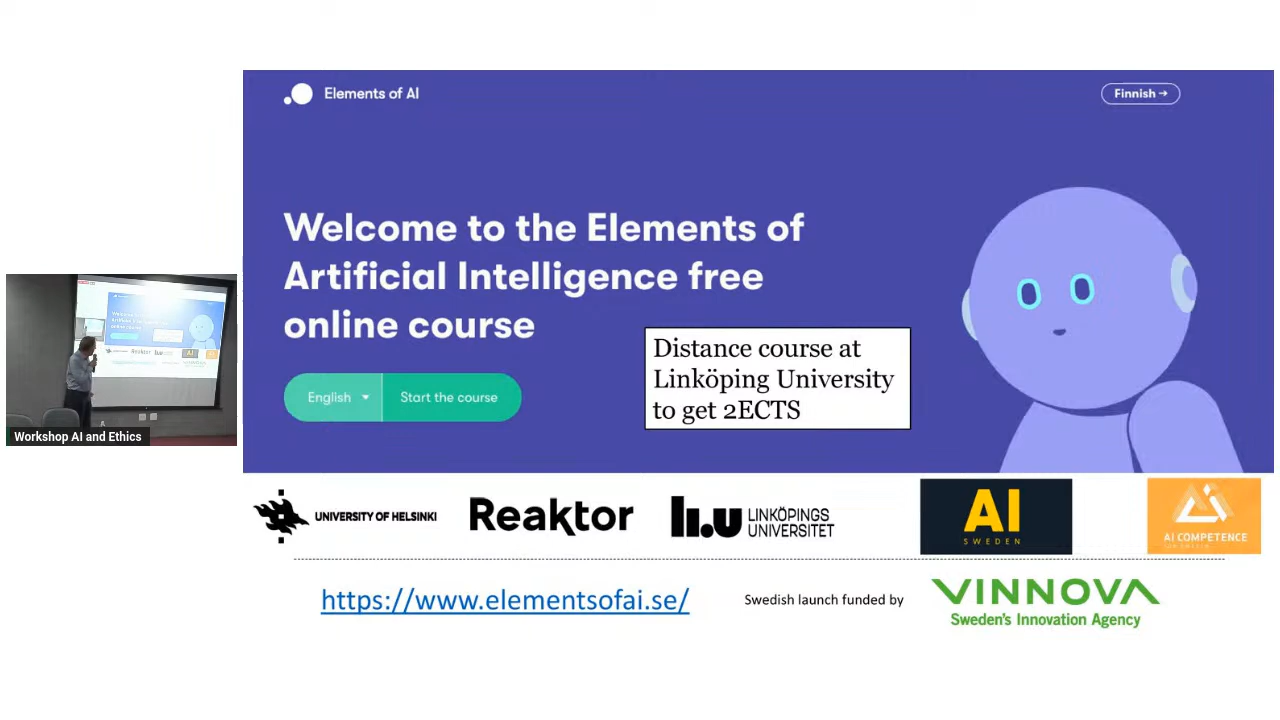 Elements of AI
Finnish →
Welcome to the Elements of
Artificial Intelligence free
online course
English
Start the course
Distance course at
Linköping University
to get 2ECTS
Workshop AI and Ethics
UNIVERSITY OF HELSINKI
Reaktor
LINKÖPINGS
UNIVERSITET
AI
SWEDEN
AI COMPETENCE
https://www.elementsofai.se/
Swedish launch funded by
VINNOVA
Sweden's Innovation Agency